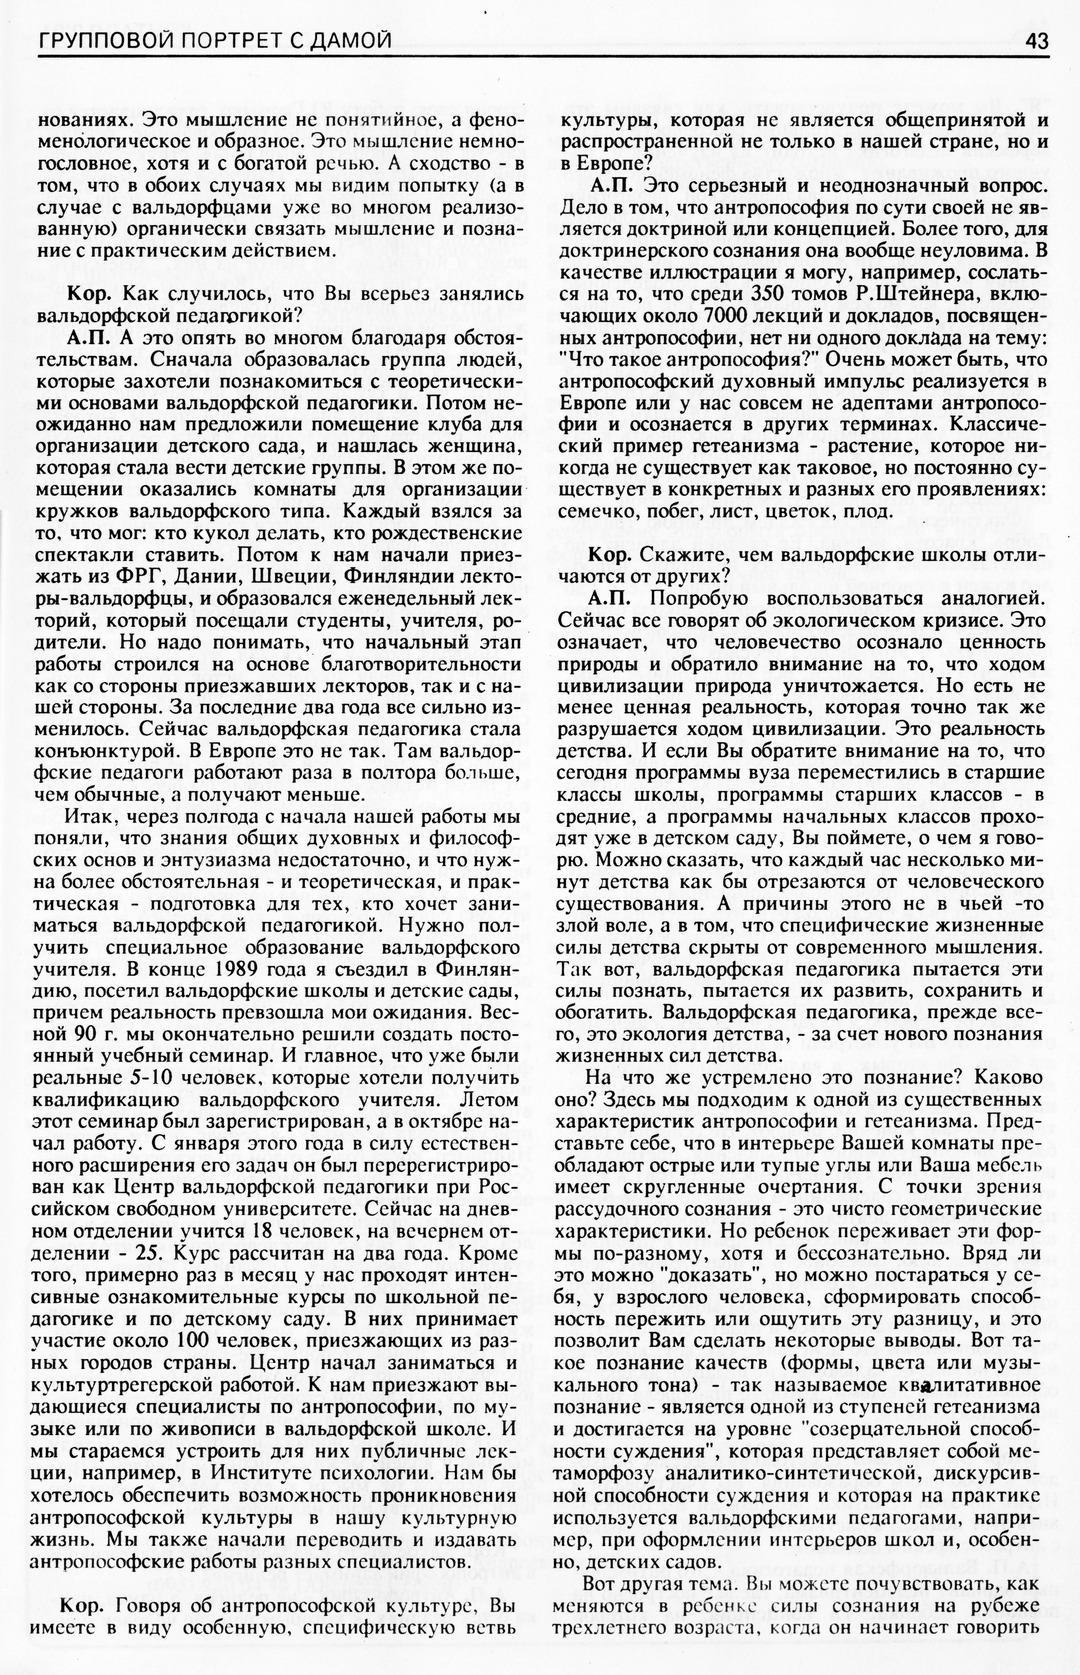 ГРУППОВОЙ ПОРТРЕТ С ДАМОЙ
43
нованиях. Это мышление не понятийное, а фено-
менологическое и образное. Это мышление немно-
гословное, хотя и с богатой речью. А сходство - в
том, что в обоих случаях мы видим попытку (а в
случае с вальдорфцами уже во многом реализо-
ванную) органически связать мышление и позна-
ние с практическим действием.
Кор. Как случилось, что Вы всерьез занялись
вальдорфской педагогикой?
А.П. А это опять во многом благодаря обстоя-
тельствам. Сначала образовалась группа людей,
которые захотели познакомиться с теоретически-
ми основами вальдорфской педагогики. Потом не-
ожиданно нам предложили помещение клуба для
организации детского сада, и нашлась женщина,
которая стала вести детские группы. В этом же по-
мещении оказались комнаты для организации
кружков вальдорфского типа. Каждый взялся за
то, что мог: кто кукол делать, кто рождественские
спектакли ставить. Потом к нам начали приез-
жать из ФРГ, Дании, Швеции, Финляндии лекто-
ры-вальдорфцы, и образовался еженедельный лек-
торий, который посещали студенты, учителя, ро-
дители. Но надо понимать, что начальный этап
работы строился на основе благотворительности
как со стороны приезжавших лекторов, так и с на-
шей стороны. За последние два года все сильно из-
менилось. Сейчас вальдорфская педагогика стала
конъюнктурой. В Европе это не так. Там вальдор-
фские педагоги работают раза в полтора больше,
чем обычные, а получают меньше.
Итак, через полгода с начала нашей работы мы
поняли, что знания общих духовных и философ-
ских основ и энтузиазма недостаточно, и что нуж-
на более обстоятельная - и теоретическая, и прак-
тическая - подготовка для тех, кто хочет зани-
маться вальдорфской педагогикой. Нужно пол-
учить специальное образование вальдорфского
учителя. В конце 1989 года я съездил в Финлян-
дию, посетил вальдорфские школы и детские сады,
причем реальность превзошла мои ожидания. Вес-
ной 90 г. мы окончательно решили создать посто-
янный учебный семинар. И главное, что уже были
реальные 5-10 человек, которые хотели получить
квалификацию вальдорфского учителя. Летом
этот семинар был зарегистрирован, а в октябре на-
чал работу. С января этого года в силу естествен-
ного расширения его задач он был перерегистриро-
ван как Центр вальдорфской педагогики при Рос-
сийском свободном университете. Сейчас на днев-
ном отделении учится 18 человек, на вечернем от-
делении - 25. Курс рассчитан на два года. Кроме
того, примерно раз в месяц у нас проходят интен-
сивные ознакомительные курсы по школьной пе-
дагогике и по детскому саду. В них принимает
участие около 100 человек, приезжающих из раз-
ных городов страны. Центр начал заниматься и
культуртрегерской работой. К нам приезжают вы-
дающиеся специалисты по антропософии, по му-
зыке или по живописи в вальдорфской школе. И
мы стараемся устроить для них публичные лек-
ции, например, в Институте психологии. Нам бы
хотелось обеспечить возможность проникновения
антропософской культуры в нашу культурную
жизнь. Мы также начали переводить и издавать
антропософские работы разных специалистов.
Кор. Говоря об антропософской культуре, Вы
имеете в виду особенную, специфическую ветвь
культуры, которая не является общепринятой и
распространенной не только в нашей стране, но и
в Европе?
А.П. Это серьезный и неоднозначный вопрос.
Дело в том, что антропософия по сути своей не яв-
ляется доктриной или концепцией. Более того, для
доктринерского сознания она вообще неуловима. В
качестве иллюстрации я могу, например, сослать-
ся на то, что среди 350 томов Р.Штейнера, вклю-
чающих около 7000 лекций и докладов, посвящен-
ных антропософии, нет ни одного доклада на тему:
"Что такое антропософия?" Очень может быть, что
антропософский духовный импульс реализуется в
Европе или у нас совсем не адептами антропосо-
фии и осознается в других терминах. Классиче-
ский пример гетеанизма - растение, которое ни-
когда не существует как таковое, но постоянно су-
ществует в конкретных и разных его проявлениях:
семечко, побег, лист, цветок, плод.
Кор. Скажите, чем вальдорфские школы отли-
чаются от других?
А.П. Попробую воспользоваться аналогией.
Сейчас все говорят об экологическом кризисе. Это
означает, что человечество осознало ценность
природы и обратило внимание на то, что ходом
цивилизации природа уничтожается. Но есть не
менее ценная реальность, которая точно так же
разрушается ходом цивилизации. Это реальность
детства. И если Вы обратите внимание на то, что
сегодня программы вуза переместились в старшие
классы школы, программы старших классов - в
средние, а программы начальных классов прохо-
дят уже в детском саду, Вы поймете, о чем я гово-
рю. Можно сказать, что каждый час несколько ми-
нут детства как бы отрезаются от человеческого
существования. А причины этого не в чьей -то
злой воле, а в том, что специфические жизненные
силы детства скрыты от современного мышления.
Так вот, вальдорфская педагогика пытается эти
силы познать, пытается их развить, сохранить и
обогатить. Вальдорфская педагогика, прежде все-
го, это экология детства, - за счет нового познания
жизненных сил детства.
На что же устремлено это познание? Каково
оно? Здесь мы подходим к одной из существенных
характеристик антропософии и гетеанизма. Пред-
ставьте себе, что в интерьере Вашей комнаты пре-
обладают острые или тупые углы или Ваша мебель
имеет скругленные очертания. С точки зрения
рассудочного сознания - это чисто геометрические
характеристики. Но ребенок переживает эти фор-
мы по-разному, хотя и бессознательно. Вряд ли
это можно "доказать", но можно постараться у се-
бя, у взрослого человека, сформировать способ-
ность пережить или ощутить эту разницу, и это
позволит Вам сделать некоторые выводы. Вот та-
кое познание качеств (формы, цвета или музы-
кального тона) - так называемое квалитативное
познание - является одной из ступеней гетеанизма
и достигается на уровне "созерцательной способ-
ности суждения", которая представляет собой ме-
таморфозу аналитико-синтетической, дискурсив-
ной способности суждения и которая на практике
используется вальдорфскими педагогами, напри-
мер, при оформлении интерьеров школ и, особен-
но, детских садов.
Вот другая тема. Вы можете почувствовать, как
меняются в ребенке силы сознания на рубеже
трехлетнего возраста, когда он начинает говорить